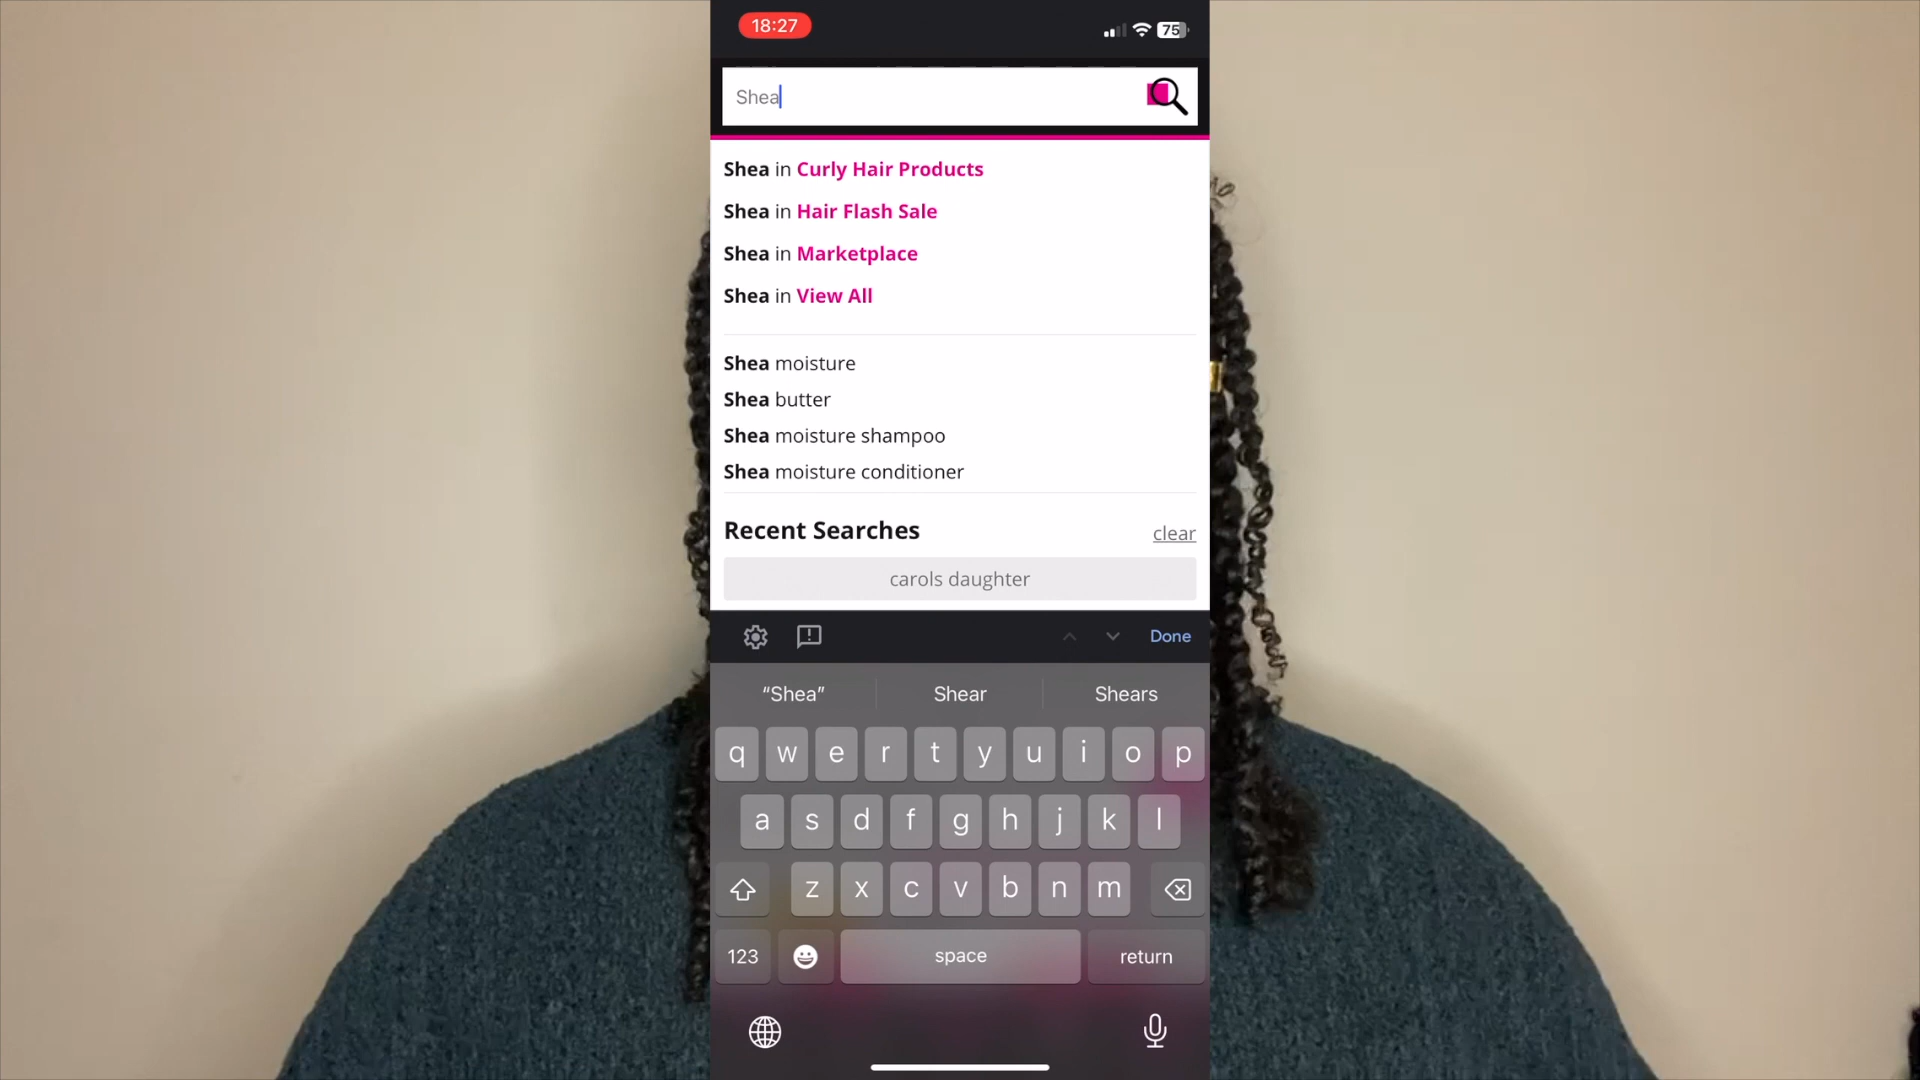 18:27
75
Shea
Shea in Curly Hair Products
Shea in Hair Flash Sale
Shea in Marketplace
Shea in View All
Shea moisture
Shea butter
Shea moisture shampoo
Shea moisture conditioner
Recent Searches
clear
carols daughter
Done
“Shea” Shear Shears
q w e r t y u i o p
a s d f g h j k l
z x c v b n m
123 space return